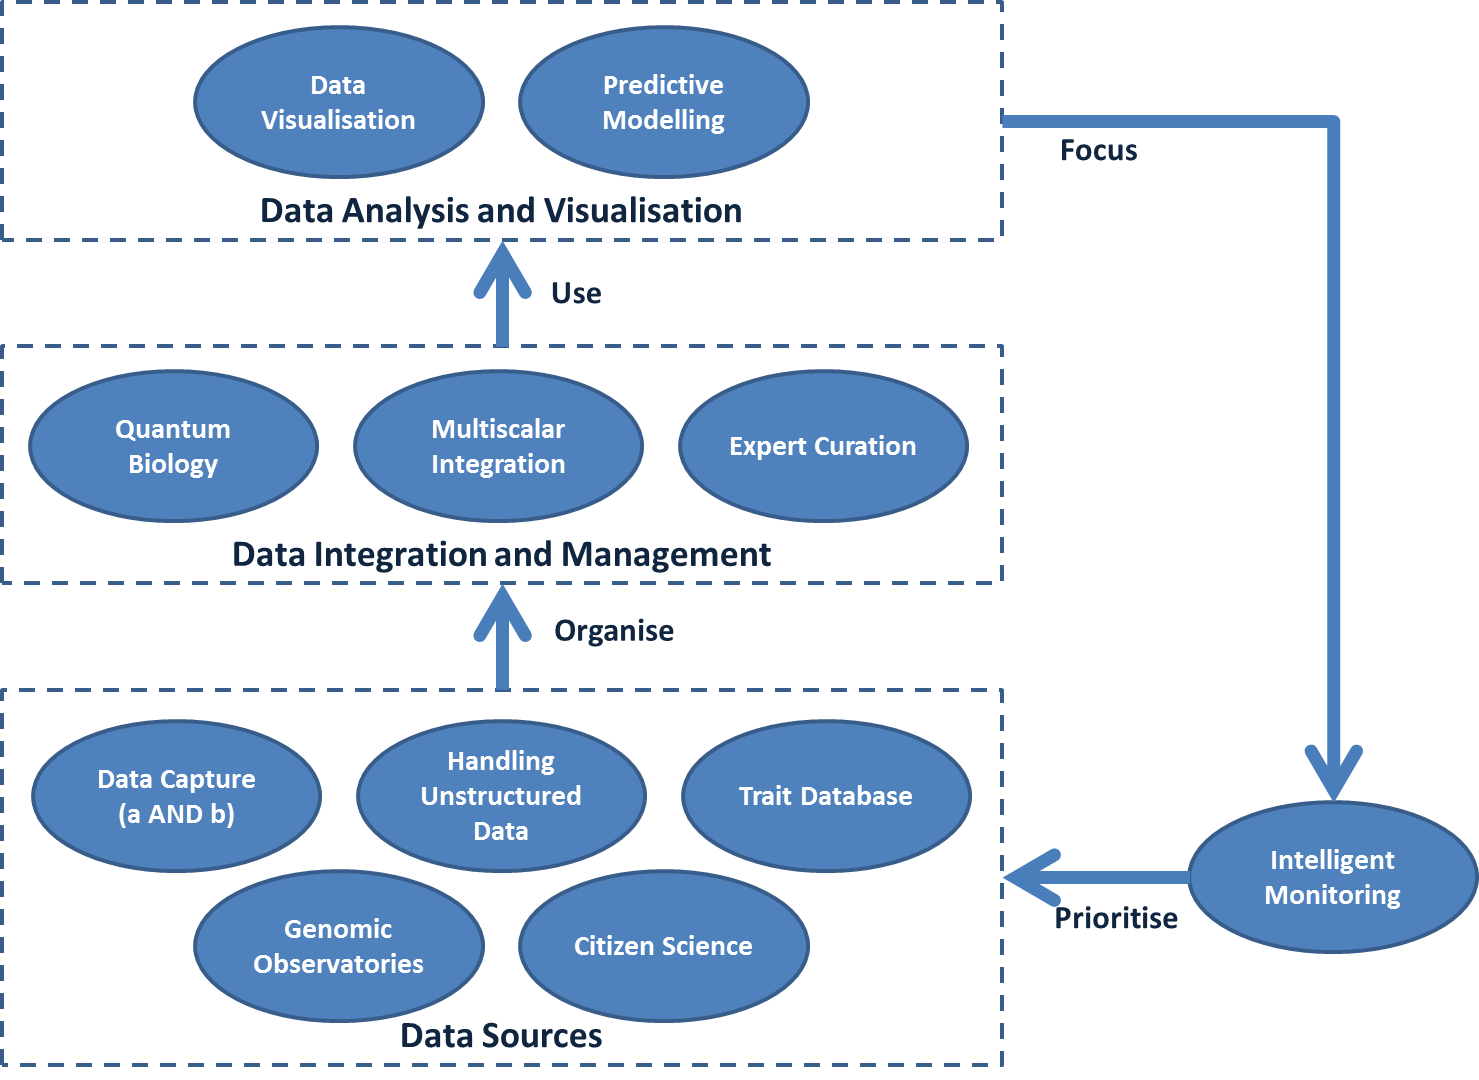 Data
Visualisation
Predictive
Modelling
Data Analysis and Visualisation
Focus
Use
Quantum
Biology
Multiscalar
Integration
Expert Curation
Data Integration and Management
Organise
Data Capture
(a AND b)
Handling
Unstructured
Data
Trait Database
Intelligent
Monitoring
Prioritise
Genomic
Observatories
Citizen Science
Data Sources